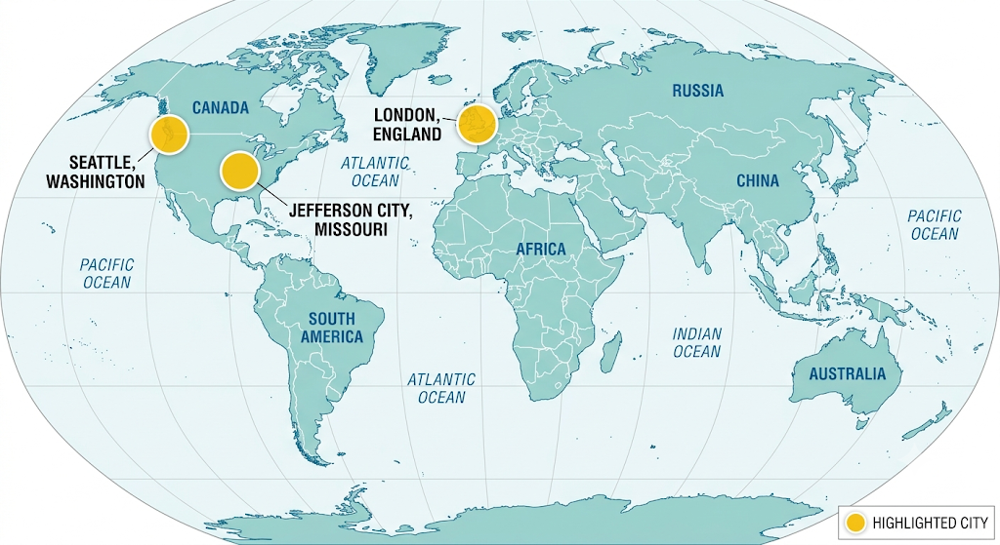 RUSSIA
CANADA
LONDON,
ENGLAND
SEATTLE,
WASHINGTON
ATLANTIC
OCEAN
CHINA
JEFFERSON CITY,
MISSOURI
PACIFIC
OCEAN
AFRICA
PACIFIC
OCEAN
SOUTH
AMERICA
INDIAN
OCEAN
ATLANTIC
OCEAN
AUSTRALIA
HIGHLIGHTED CITY